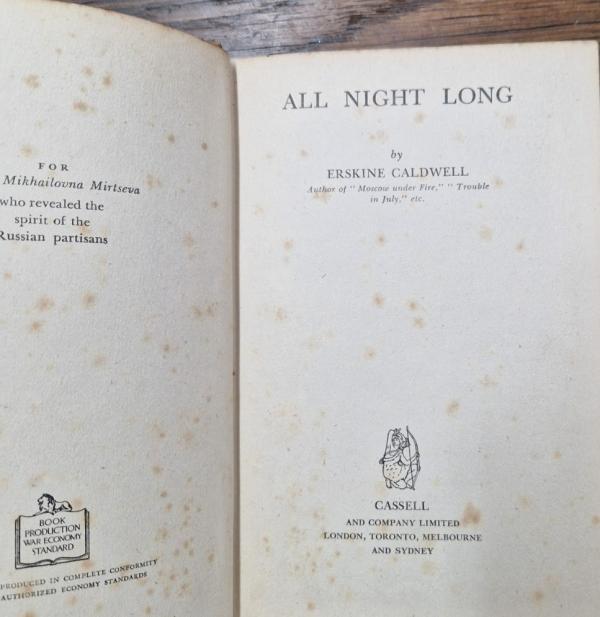 FOR
Mikhailovna Mirtseva
who revealed the
spirit of the
Russian partisans
BOOK
PRODUCTION
WAR ECONOMY
STANDARD
PRODUCED IN COMPLETE CONFORMITY
AUTHORIZED ECONOMY STANDARDS
ALL NIGHT LONG
by
ERSKINE CALDWELL
Author of "Moscow under Fire," "Trouble
in July," etc.
CASSELL
AND COMPANY LIMITED
LONDON, TORONTO, MELBOURNE
AND SYDNEY